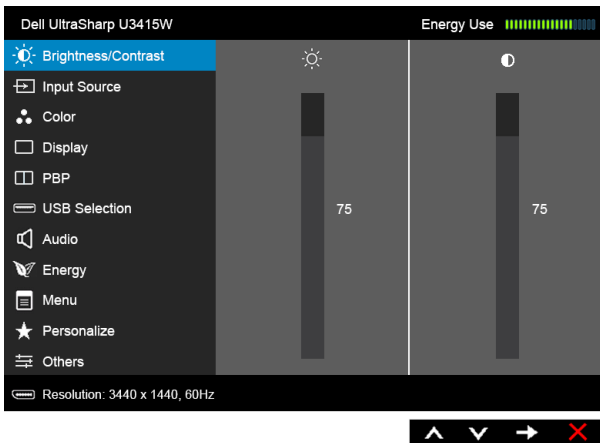 Dell UltraSharp U3415W
Energy Use
Brightness/Contrast
Input Source
Color
Display
PBP
USB Selection
75
75
Audio
Energy
Menu
Personalize
Others
Resolution: 3440 x 1440, 60Hz